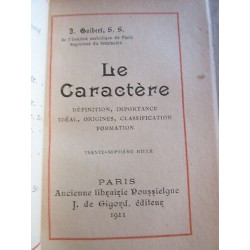 J. Guibert, S. S.
de l'Institut catholique de Paris
Supérieur du Séminaire
Le
Caractère
DÉFINITION, IMPORTANCE
IDÉAL, ORIGINES, CLASSIFICATION
FORMATION
TRENTE-SEPTIÈME MILLE
PARIS
Ancienne librairie Poussielgue
J. de Gigord, éditeur
1911